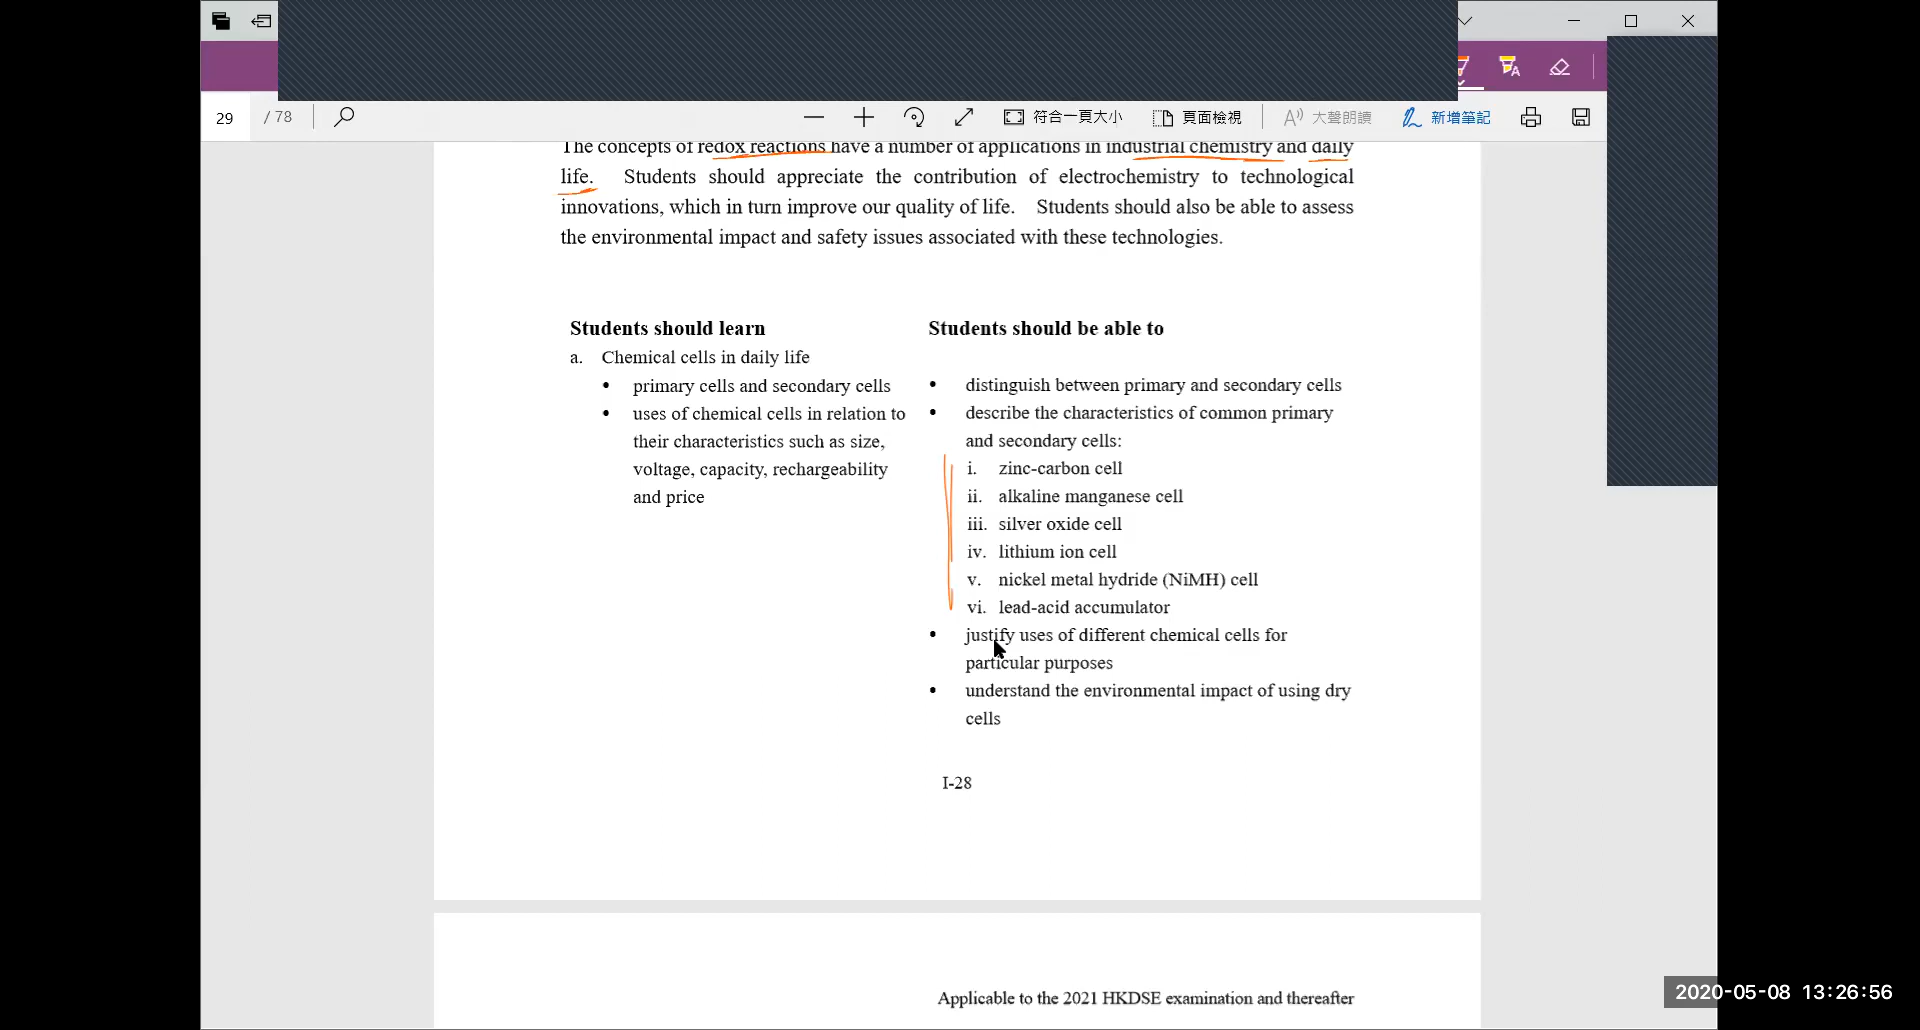 29 / 78 符合一頁大小 頁面檢視 大聲朗讀 新增筆記
The concepts of redox reactions have a number of applications in industrial chemistry and daily
life. Students should appreciate the contribution of electrochemistry to technological
innovations, which in turn improve our quality of life. Students should also be able to assess
the environmental impact and safety issues associated with these technologies.
Students should learn
a. Chemical cells in daily life
• primary cells and secondary cells
• uses of chemical cells in relation to
their characteristics such as size,
voltage, capacity, rechargeability
and price
Students should be able to
• distinguish between primary and secondary cells
• describe the characteristics of common primary
and secondary cells:
i. zinc-carbon cell
ii. alkaline manganese cell
iii. silver oxide cell
iv. lithium ion cell
v. nickel metal hydride (NiMH) cell
vi. lead-acid accumulator
• justify uses of different chemical cells for
particular purposes
• understand the environmental impact of using dry
cells
I-28
Applicable to the 2021 HKDSE examination and thereafter
2020-05-08 13:26:56